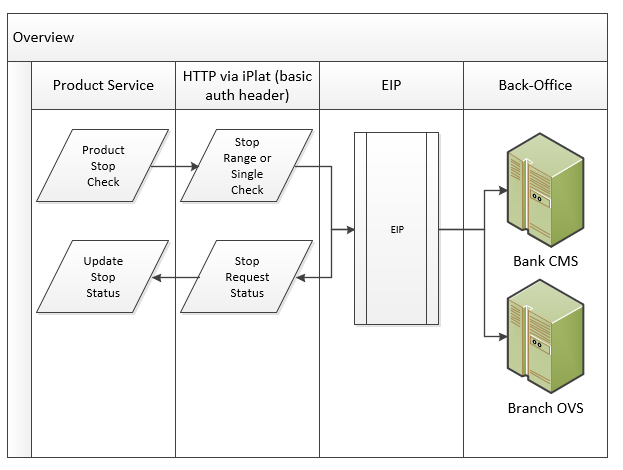 Overview
Product Service
HTTP via iPlat (basic
auth header)
EIP
Back-Office
Product
Stop
Check
Stop
Range or
Single
Check
EIP
Bank CMS
Update
Stop
Status
Stop
Request
Status
Branch OVS